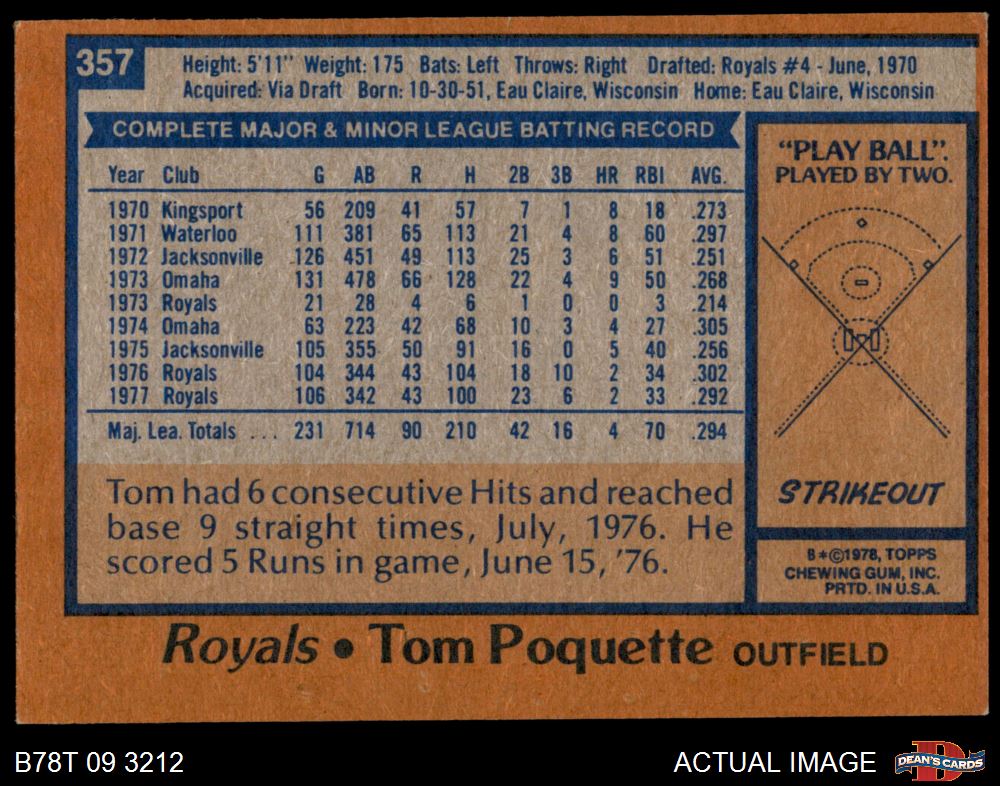 357
Height: 5'11" Weight: 175 Bats: Left Throws: Right Drafted: Royals #4 - June, 1970
Acquired: Via Draft Born: 10-30-51, Eau Claire, Wisconsin Home: Eau Claire, Wisconsin
COMPLETE MAJOR & MINOR LEAGUE BATTING RECORD
Year Club G AB R H 2B 3B HR RBI AVG.
1970 Kingsport 56 209 41 57 7 1 8 18 .273
1971 Waterloo 111 381 65 113 21 4 8 60 .297
1972 Jacksonville 126 451 49 113 25 3 6 51 .251
1973 Omaha 131 478 66 128 22 4 9 50 .268
1973 Royals 21 28 4 6 1 0 0 3 .214
1974 Omaha 63 223 42 68 10 3 4 27 .305
1975 Jacksonville 105 355 50 91 16 0 5 40 .256
1976 Royals 104 344 43 104 18 10 2 34 .302
1977 Royals 106 342 43 100 23 6 2 33 .292
Maj. Lea. Totals ... 231 714 90 210 42 16 4 70 .294
Tom had 6 consecutive Hits and reached
base 9 straight times, July, 1976. He
scored 5 Runs in game, June 15, '76.
"PLAY BALL".
PLAYED BY TWO.
STRIKEOUT
B*©1978, TOPPS
CHEWING GUM, INC.
PRTD. IN U.S.A.
Royals • Tom Poquette OUTFIELD
B78T 09 3212
ACTUAL IMAGE
D
DEAN'S CARDS